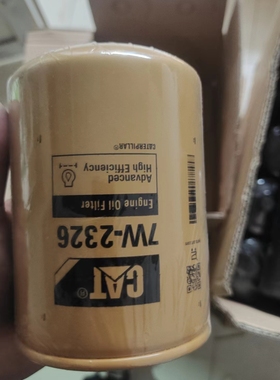 CAT®
7W-2326
Engine Oil Filter
Advanced
High Efficiency
CATERPILLAR®